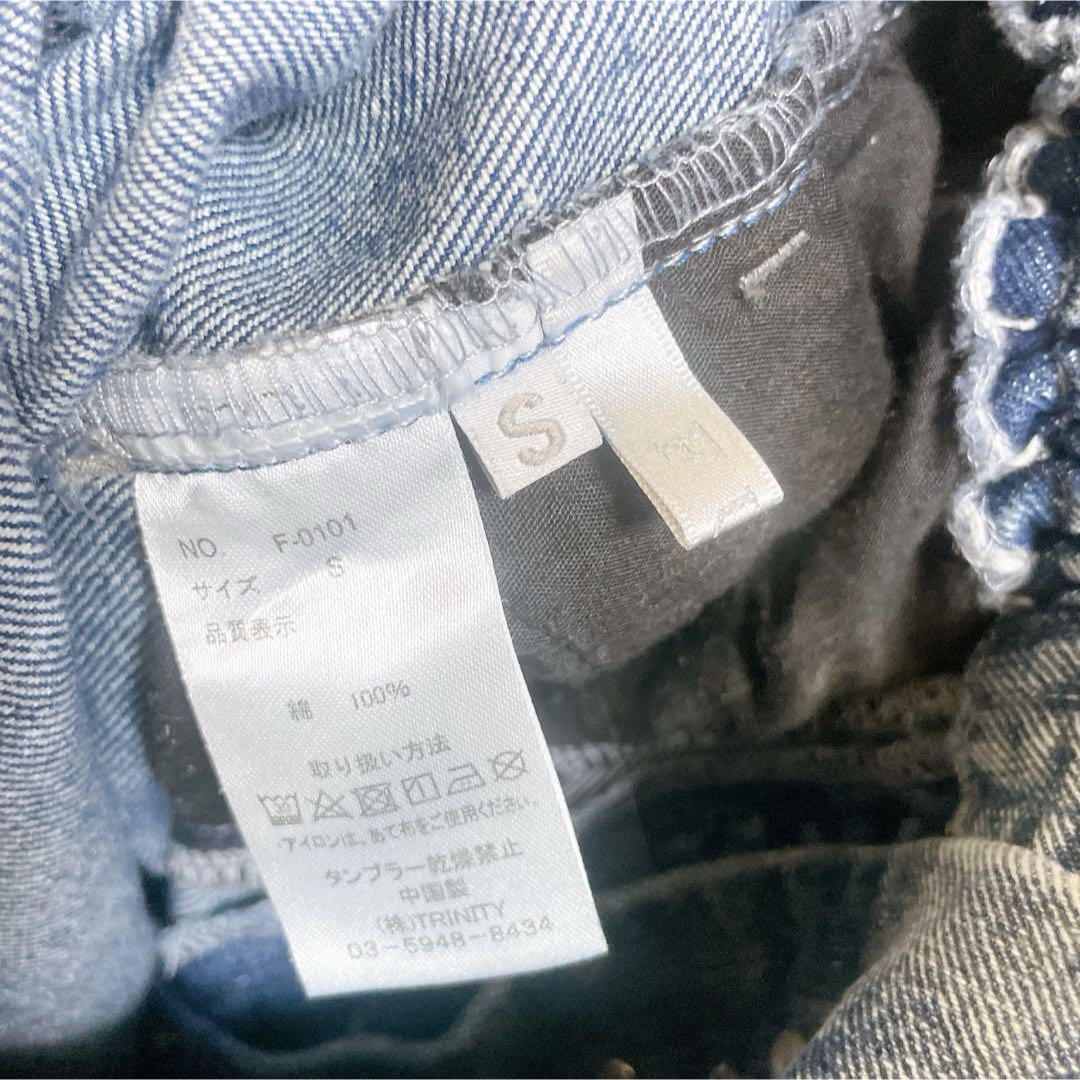 S
NO. F-0101
サイズ S
品質表示
綿 100%
取り扱い方法
アイロンは、あて布をご使用ください。
タンブラー乾燥禁止
中国製
(株)TRINITY
03-5948-8434